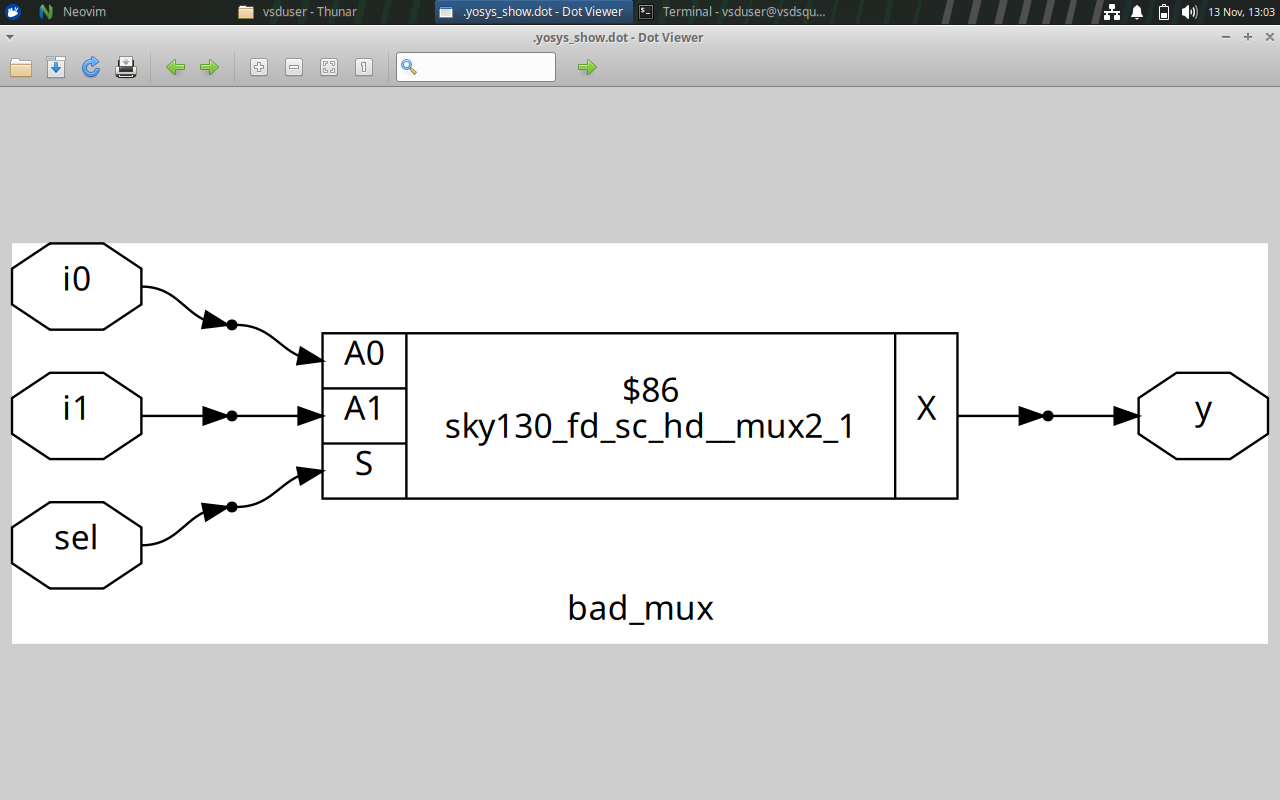 Neovim
vsduser - Thunar
.yosys_show.dot - Dot Viewer
Terminal - vsduser@vsdsqu...
13 Nov, 13:03
.yosys_show.dot - Dot Viewer
1
i0
i1
sel
A0
A1
S
$86
sky130_fd_sc_hd__mux2_1
X
y
bad_mux